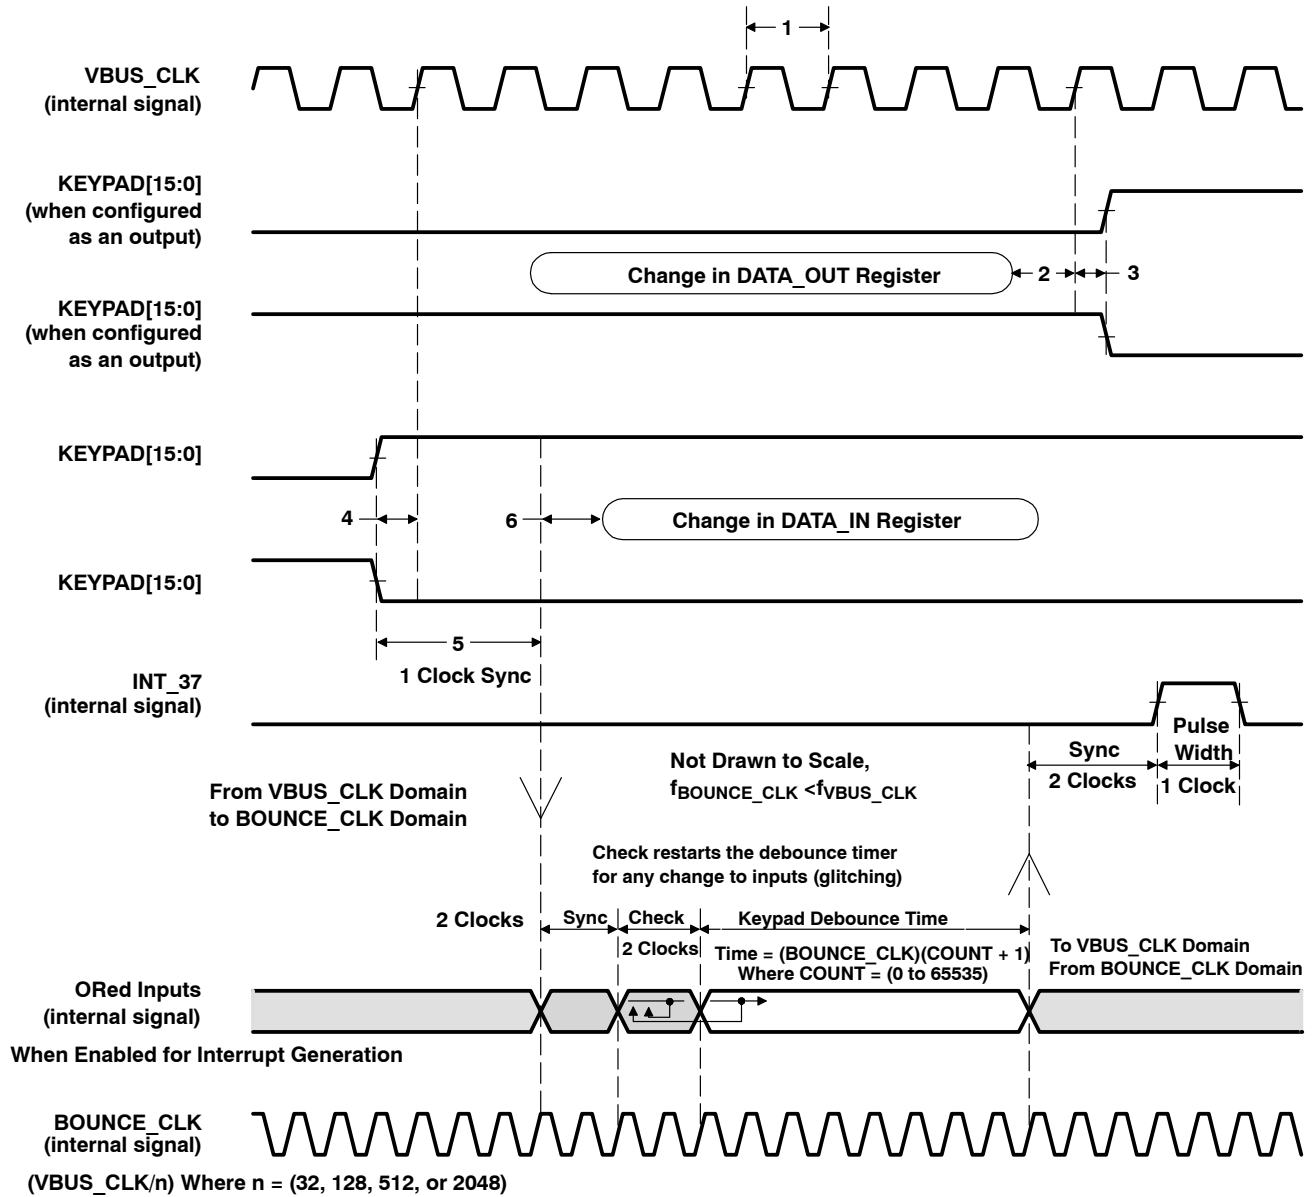 1
VBUS_CLK
(internal signal)
KEYPAD[15:0]
(when configured
as an output)
Change in DATA_OUT Register
2
3
KEYPAD[15:0]
(when configured
as an output)
KEYPAD[15:0]
4
6
Change in DATA_IN Register
KEYPAD[15:0]
5
1 Clock Sync
INT_37
(internal signal)
Pulse
Width
1 Clock
Sync
2 Clocks
Not Drawn to Scale,
fBOUNCE_CLK <fVBUS_CLK
From VBUS_CLK Domain
to BOUNCE_CLK Domain
Check restarts the debounce timer
for any change to inputs (glitching)
2 Clocks
Sync
Check
2 Clocks
Keypad Debounce Time
Time = (BOUNCE_CLK)(COUNT + 1)
Where COUNT = (0 to 65535)
To VBUS_CLK Domain
From BOUNCE_CLK Domain
ORed Inputs
(internal signal)
When Enabled for Interrupt Generation
BOUNCE_CLK
(internal signal)
(VBUS_CLK/n) Where n = (32, 128, 512, or 2048)